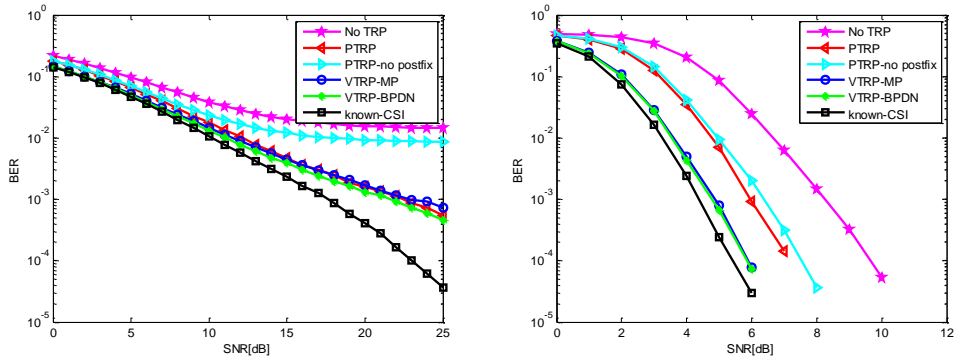 10^0
10^-1
10^-2
10^-3
10^-4
10^-5
BER
0 5 10 15 20 25
SNR[dB]
No TRP
PTRP
PTRP-no postfix
VTRP-MP
VTRP-BPDN
known-CSI
10^0
10^-1
10^-2
10^-3
10^-4
10^-5
BER
0 2 4 6 8 10 12
SNR[dB]
No TRP
PTRP
PTRP-no postfix
VTRP-MP
VTRP-BPDN
known-CSI